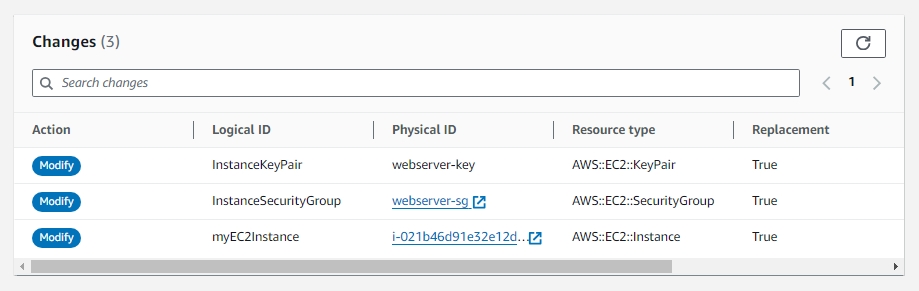 Changes (3)
Search changes
1
Action Logical ID Physical ID Resource type Replacement
Modify InstanceKeyPair webserver-key AWS::EC2::KeyPair True
Modify InstanceSecurityGroup webserver-sg AWS::EC2::SecurityGroup True
Modify myEC2Instance i-021b46d91e32e12d... AWS::EC2::Instance True